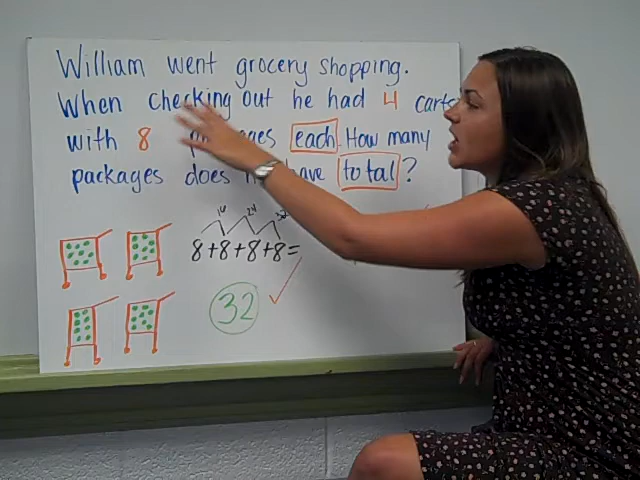 William went grocery shopping.
When checking out he had 4 carts
with 8 packages each. How many
packages does he have total?
16 24 32
8+8+8+8=
32